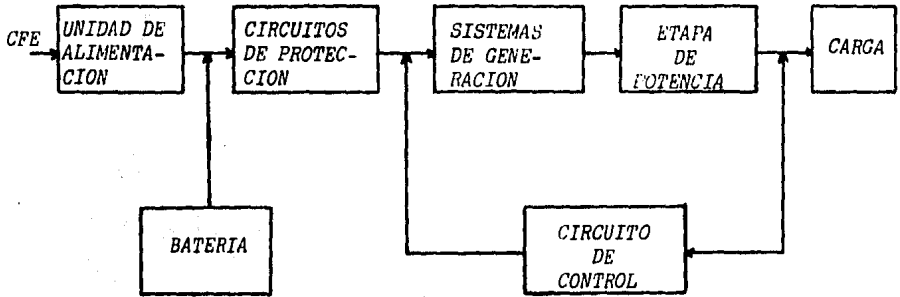 CFE
UNIDAD DE
ALIMENTA-
CION
CIRCUITOS
DE PROTEC-
CION
SISTEMAS
DE GENE-
RACION
ETAPA
DE
POTENCIA
CARGA
BATERIA
CIRCUITO
DE
CONTROL